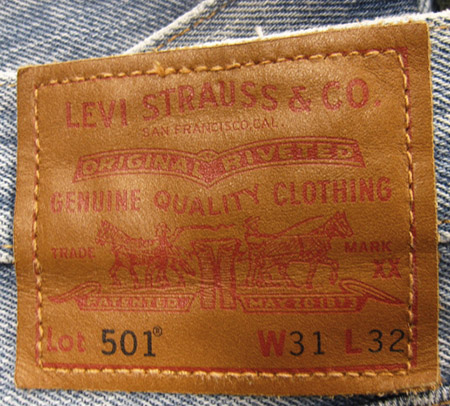 LEVI STRAUSS & CO.
SAN FRANCISCO, CAL.
ORIGINAL RIVETED
GENUINE QUALITY CLOTHING
TRADE MARK
XX
PATENTED MAY 20 1873
Lot 501® W31 L32